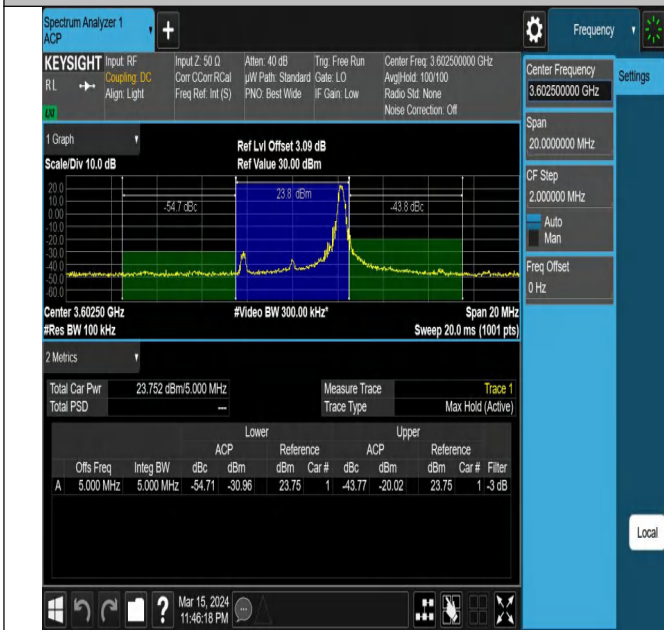 Spectrum Analyzer 1
ACP
+
Frequency
KEYSIGHT
RL
LXI
Input: RF
Coupling: DC
Align: Light
Input Z: 50 Ω
Corr CCorr RCal
Freq Ref: Int (S)
Atten: 40 dB
µW Path: Standard
PNO: Best Wide
Trig: Free Run
Gate: LO
IF Gain: Low
Center Freq: 3.602500000 GHz
Avg|Hold: 100/100
Radio Std: None
Noise Correction: Off
Center Frequency
3.602500000 GHz
Settings
Span
20.0000000 MHz
CF Step
2.000000 MHz
Auto
Man
Freq Offset
0 Hz
Local
1 Graph
Scale/Div 10.0 dB
Ref Lvl Offset 3.09 dB
Ref Value 30.00 dBm
20.0
10.0
0.00
-10.0
-20.0
-30.0
-40.0
-50.0
-60.0
-54.7 dBc
23.8 dBm
-43.8 dBc
Center 3.60250 GHz
#Video BW 300.00 kHz*
Span 20 MHz
#Res BW 100 kHz
Sweep 20.0 ms (1001 pts)
2 Metrics
Total Car Pwr 23.752 dBm/5.000 MHz
Total PSD ---
Measure Trace Trace 1
Trace Type Max Hold (Active)
Lower Upper
ACP Reference ACP Reference
Offs Freq Integ BW dBc dBm dBm Car # dBc dBm dBm Car # Filter
A 5.000 MHz 5.000 MHz -54.71 -30.96 23.75 1 -43.77 -20.02 23.75 1 -3 dB
?
Mar 15, 2024
11:46:18 PM